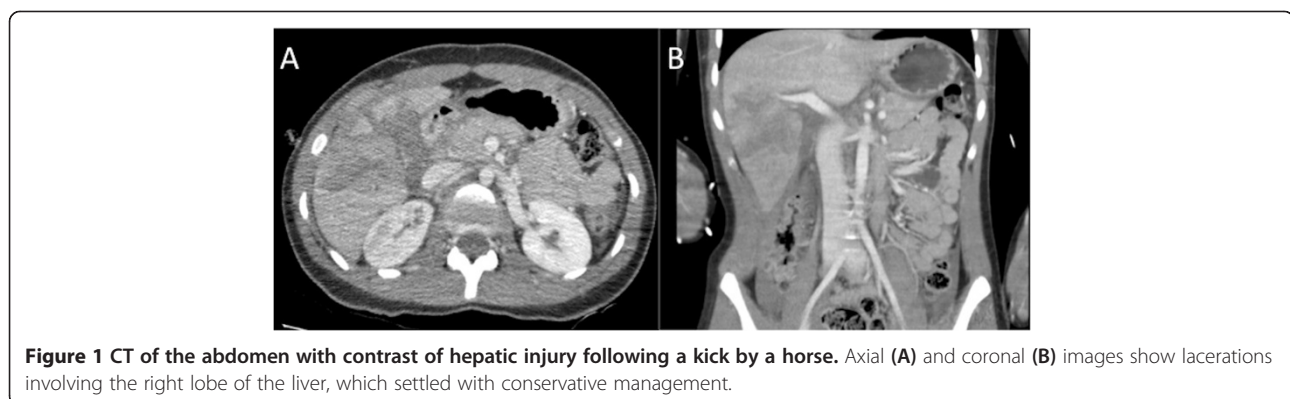 A
B
Figure 1 CT of the abdomen with contrast of hepatic injury following a kick by a horse. Axial (A) and coronal (B) images show lacerations
involving the right lobe of the liver, which settled with conservative management.